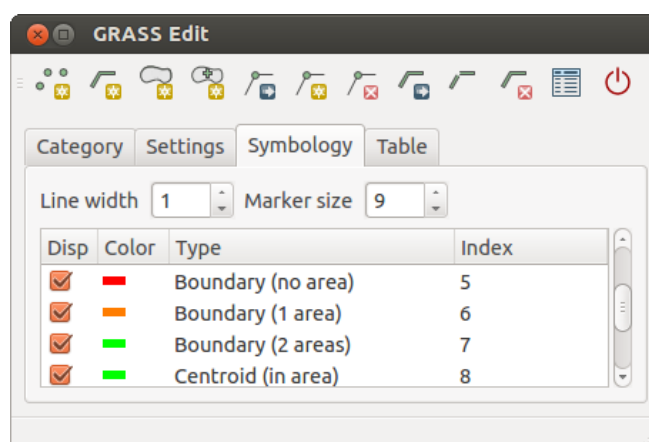 GRASS Edit
Category Settings Symbology Table
Line width 1 Marker size 9
Disp Color Type Index
Boundary (no area) 5
Boundary (1 area) 6
Boundary (2 areas) 7
Centroid (in area) 8